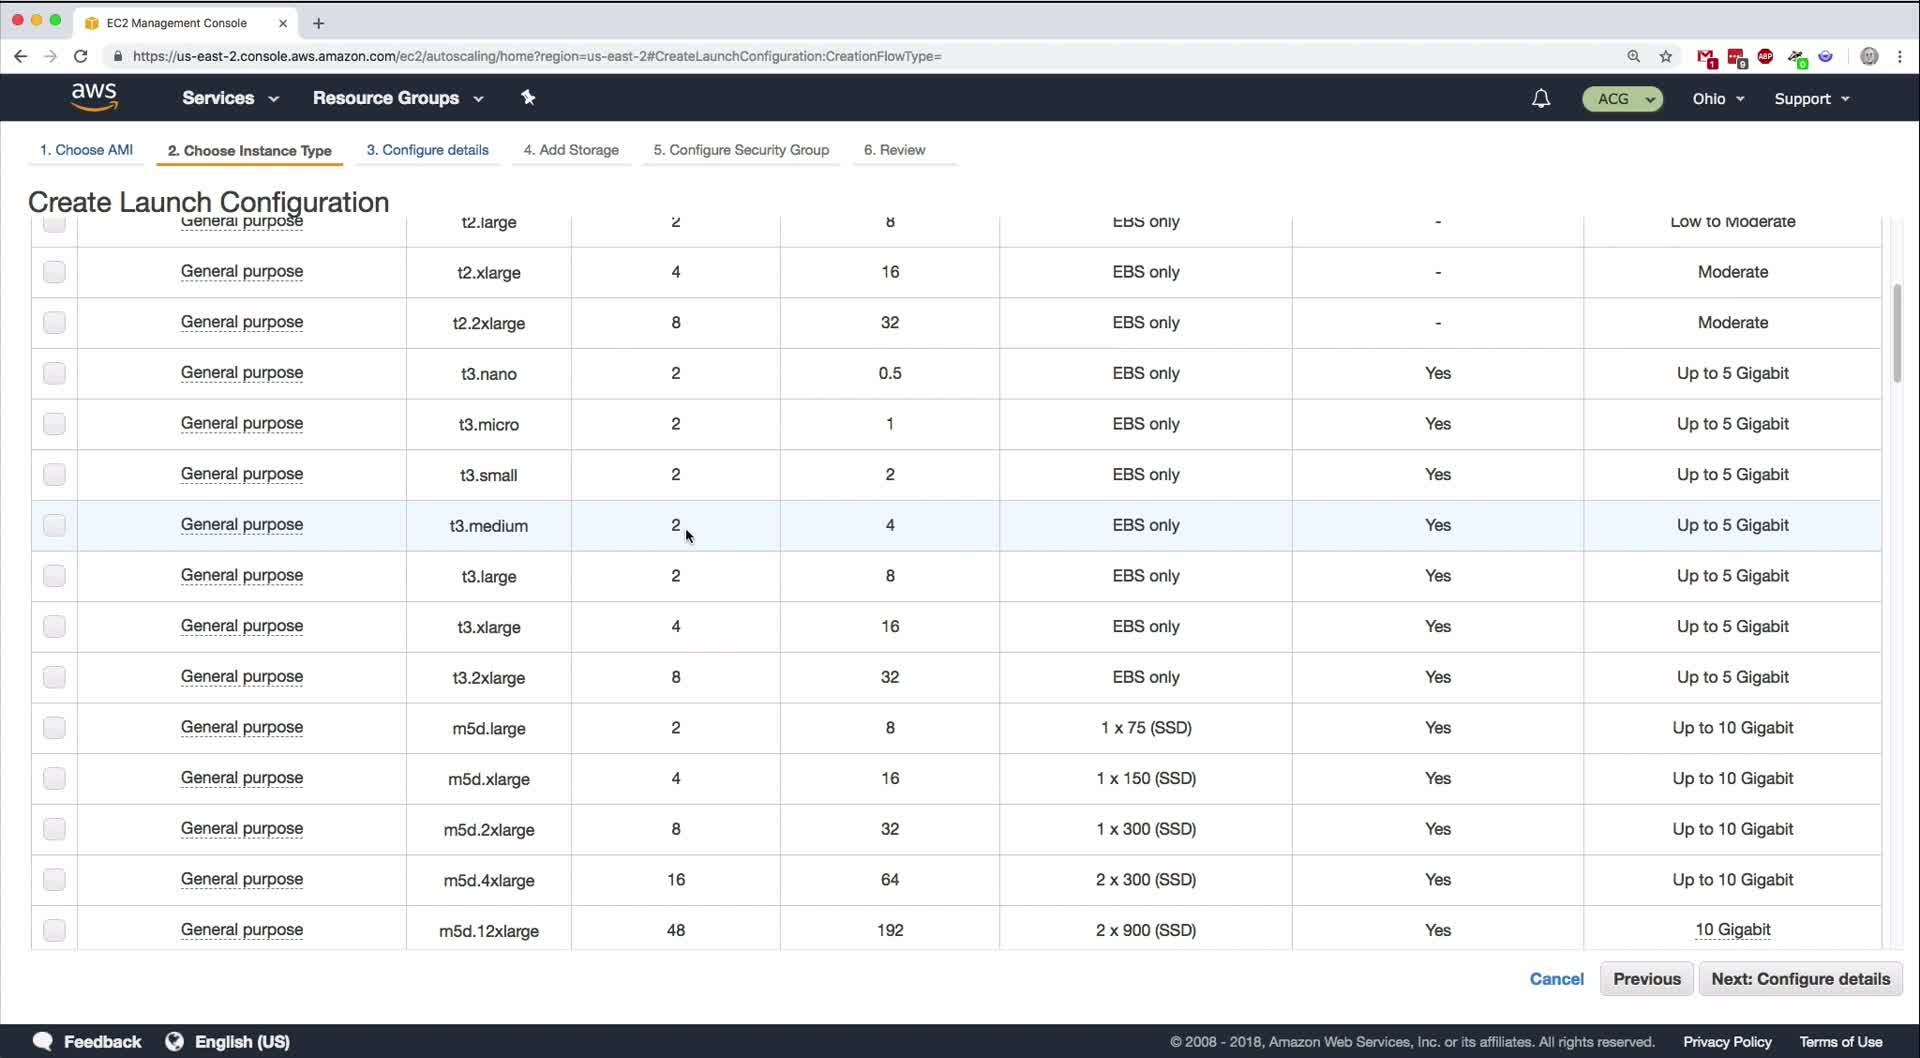 EC2 Management Console
https://us-east-2.console.aws.amazon.com/ec2/autoscaling/home?region=us-east-2#CreateLaunchConfiguration:CreationFlowType=
1 9 ABP 0
aws Services Resource Groups ACG Ohio Support
1. Choose AMI 2. Choose Instance Type 3. Configure details 4. Add Storage 5. Configure Security Group 6. Review
Create Launch Configuration
General purpose t2.large 2 8 EBS only - Low to Moderate
General purpose t2.xlarge 4 16 EBS only - Moderate
General purpose t2.2xlarge 8 32 EBS only - Moderate
General purpose t3.nano 2 0.5 EBS only Yes Up to 5 Gigabit
General purpose t3.micro 2 1 EBS only Yes Up to 5 Gigabit
General purpose t3.small 2 2 EBS only Yes Up to 5 Gigabit
General purpose t3.medium 2 4 EBS only Yes Up to 5 Gigabit
General purpose t3.large 2 8 EBS only Yes Up to 5 Gigabit
General purpose t3.xlarge 4 16 EBS only Yes Up to 5 Gigabit
General purpose t3.2xlarge 8 32 EBS only Yes Up to 5 Gigabit
General purpose m5d.large 2 8 1 x 75 (SSD) Yes Up to 10 Gigabit
General purpose m5d.xlarge 4 16 1 x 150 (SSD) Yes Up to 10 Gigabit
General purpose m5d.2xlarge 8 32 1 x 300 (SSD) Yes Up to 10 Gigabit
General purpose m5d.4xlarge 16 64 2 x 300 (SSD) Yes Up to 10 Gigabit
General purpose m5d.12xlarge 48 192 2 x 900 (SSD) Yes 10 Gigabit
Cancel Previous Next: Configure details
Feedback English (US) © 2008 - 2018, Amazon Web Services, Inc. or its affiliates. All rights reserved. Privacy Policy Terms of Use